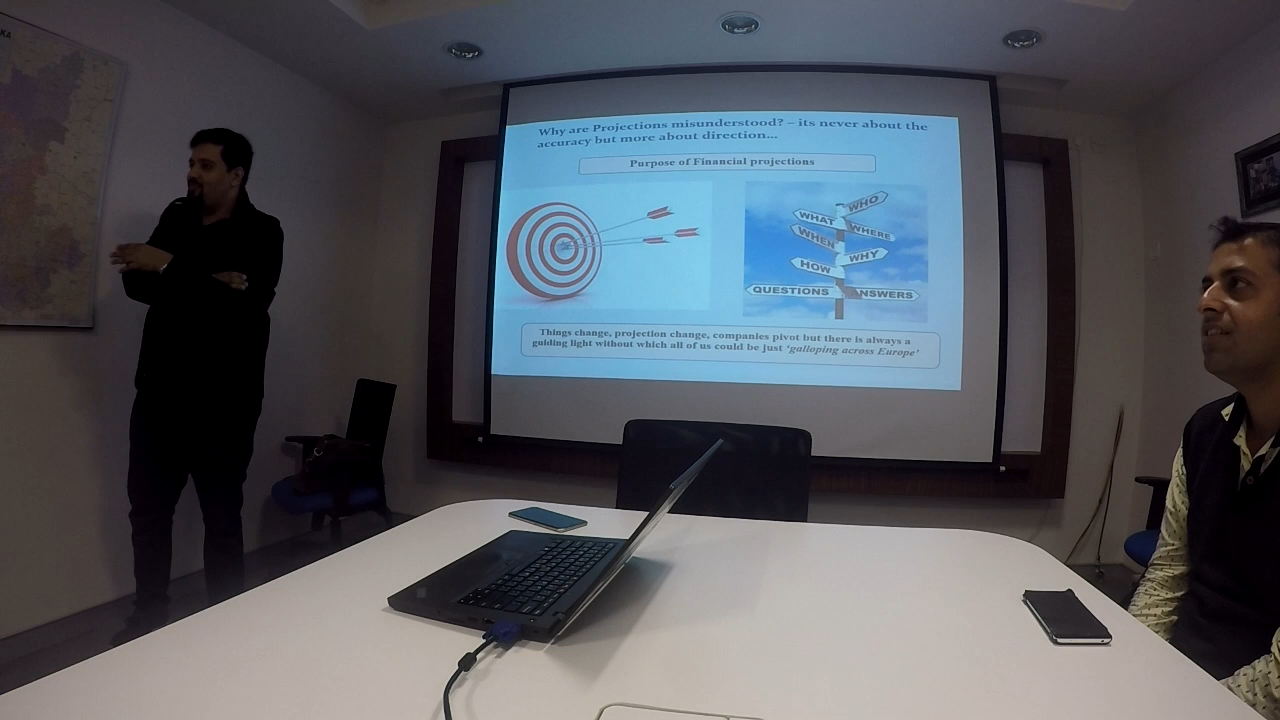 KA
Why are Projections misunderstood? – its never about the
accuracy but more about direction...
Purpose of Financial projections
WHO
WHAT
WHERE
WHEN
WHY
HOW
QUESTIONS
ANSWERS
Things change, projection change, companies pivot but there is always a
guiding light without which all of us could be just ‘galloping across Europe’